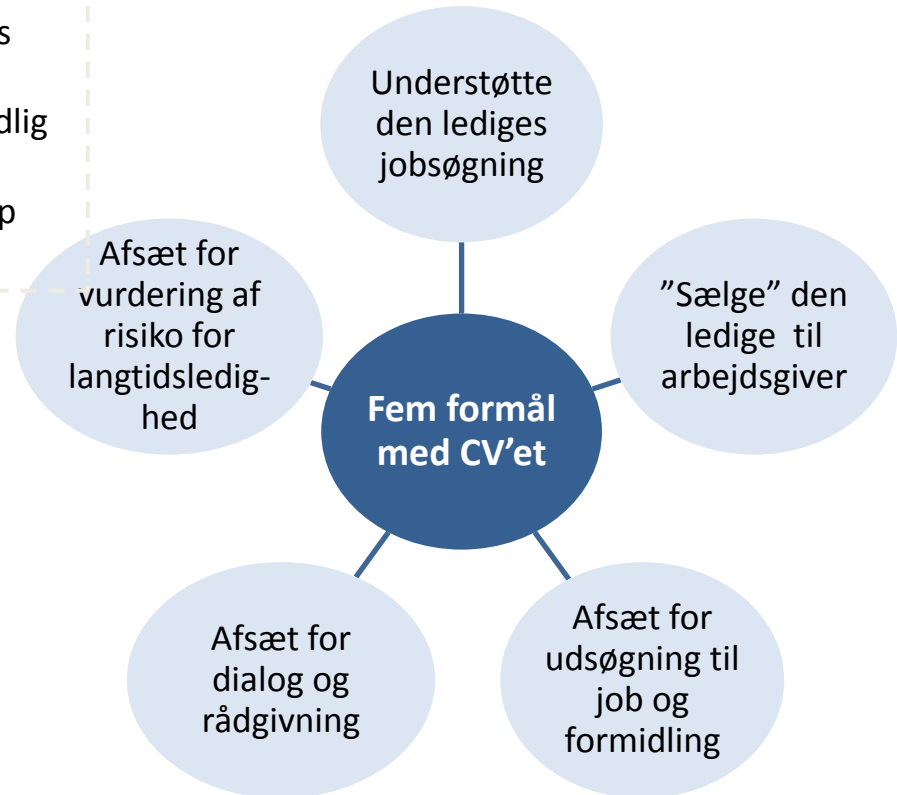 Understøtte
den lediges
jobsøgning
”Sælge” den
ledige til
arbejdsgiver
Afsæt for
udsøgning til
job og
formidling
Afsæt for
dialog og
rådgivning
Afsæt for
vurdering af
risiko for
langtidsledig-
hed
Fem formål
med CV’et